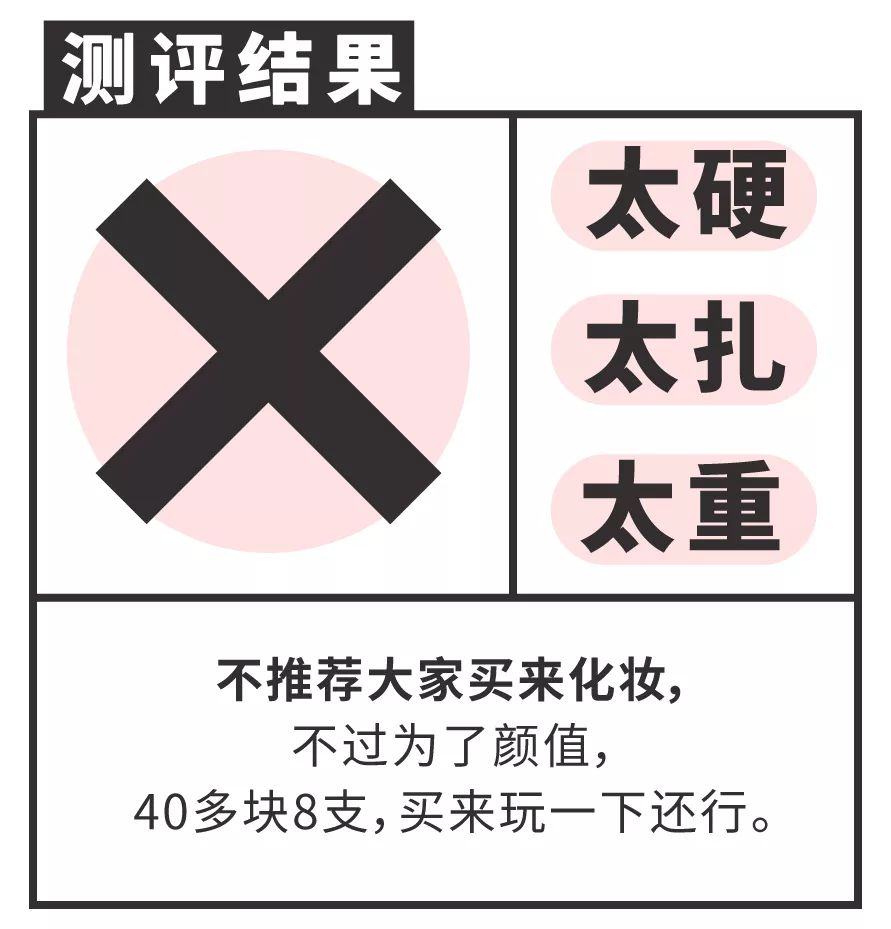 测评结果
太硬
太扎
太重
不推荐大家买来化妆,
不过为了颜值,
40多块8支,买来玩一下还行。